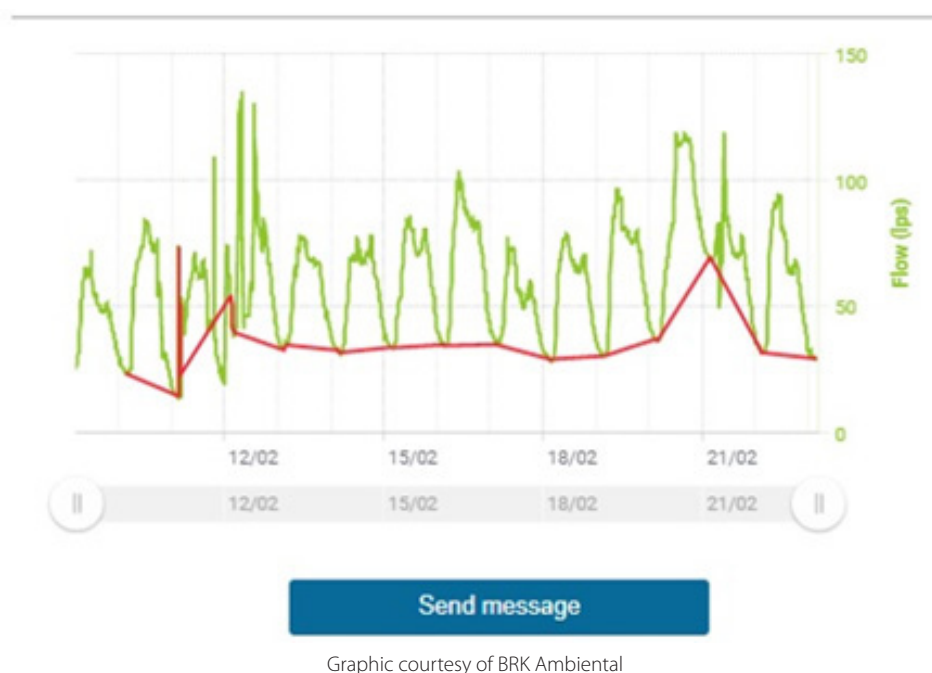 150
100
Flow (lps)
50
0
12/02 15/02 18/02 21/02
12/02 15/02 18/02 21/02
Send message
Graphic courtesy of BRK Ambiental